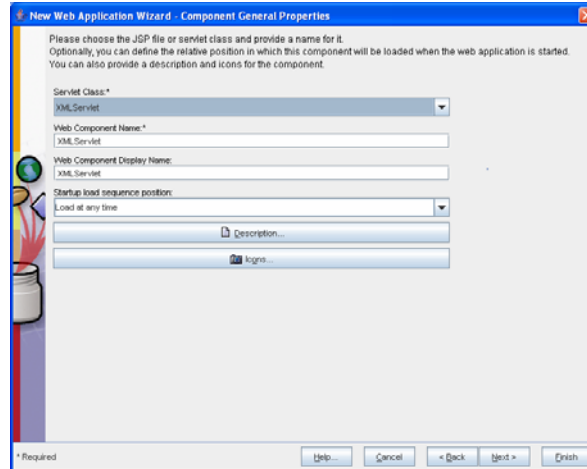 New Web Application Wizard - Component General Properties
Please choose the JSP file or servlet class and provide a name for it.
Optionally, you can define the relative position in which this component will be loaded when the web application is started.
You can also provide a description and icons for the component.
Servlet Class:*
XMLServlet
Web Component Name:*
XMLServlet
Web Component Display Name:
XMLServlet
Startup load sequence position:
Load at any time
Description...
Icons...
* Required
Help...
Cancel
< Back
Next >
Finish